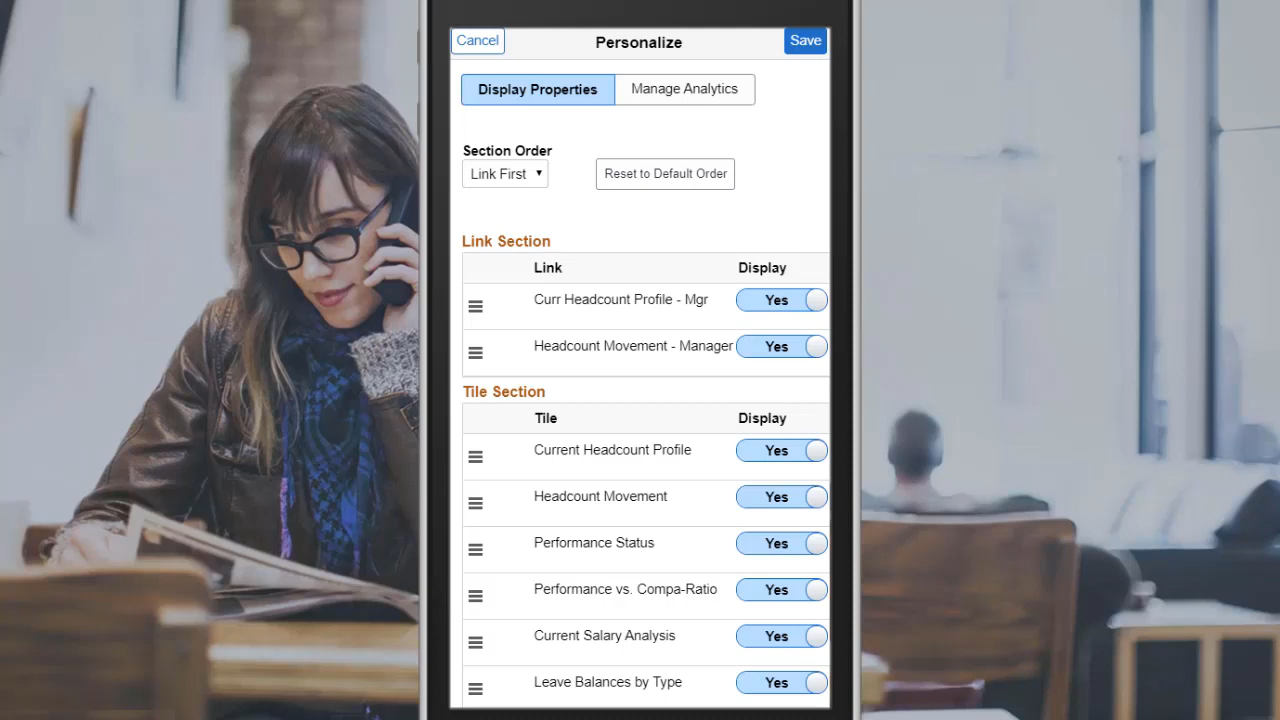 Cancel Personalize Save
Display Properties Manage Analytics
Section Order
Link First Reset to Default Order
Link Section
Link Display
Curr Headcount Profile - Mgr Yes
Headcount Movement - Manager Yes
Tile Section
Tile Display
Current Headcount Profile Yes
Headcount Movement Yes
Performance Status Yes
Performance vs. Compa-Ratio Yes
Current Salary Analysis Yes
Leave Balances by Type Yes